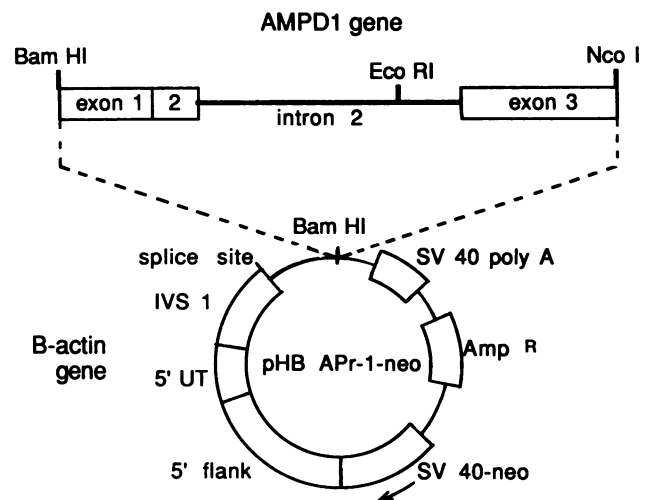 AMPD1 gene
Bam HI
Eco RI
Nco I
exon 1
2
intron 2
exon 3
Bam HI
splice site
SV 40 poly A
IVS 1
B-actin
gene
pHB APr-1-neo
Amp R
5' UT
5' flank
SV 40-neo